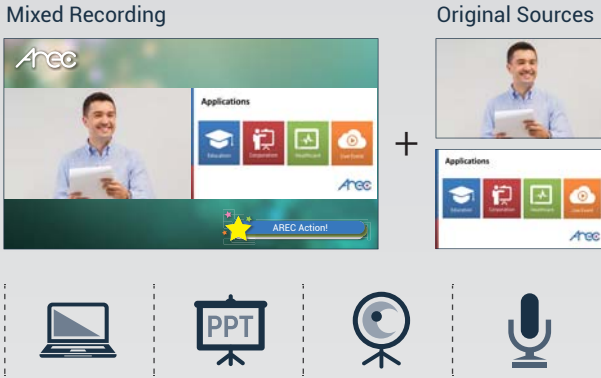 Mixed Recording
Original Sources
Arec
Applications
Education
Corporation
Healthcare
Live Event
Arec
AREC Action!
+
Applications
Education
Corporation
Healthcare
Live Event
Arec
PPT